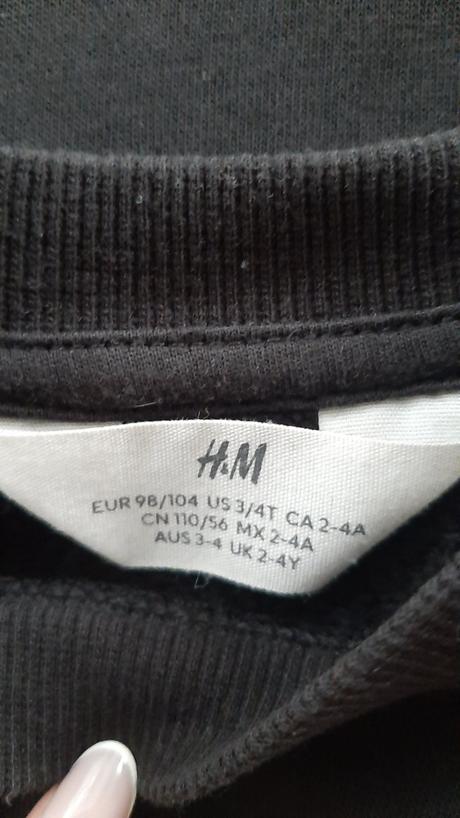 H&M
EUR 98/104 US 3/4T CA 2-4A
CN 110/56 MX 2-4A
AUS 3-4 UK 2-4Y